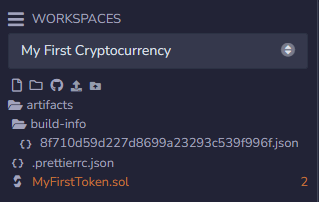 WORKSPACES
My First Cryptocurrency
artifacts
build-info
{} 8f710d59d227d8699a23293c539f996f.json
{} .prettierrc.json
MyFirstToken.sol 2